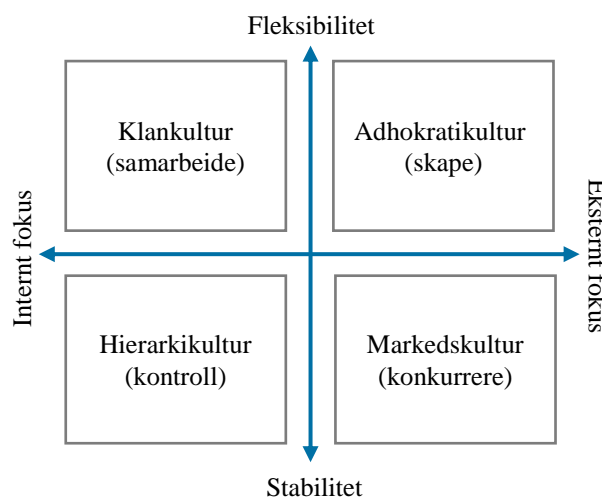 Fleksibilitet
Klankultur
(samarbeide)
Adhokratikultur
(skape)
Internt fokus
Eksternt fokus
Hierarkikultur
(kontroll)
Markedskultur
(konkurrere)
Stabilitet